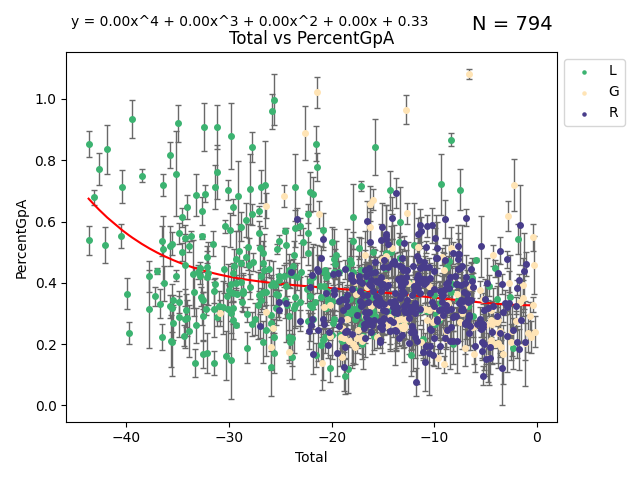 y = 0.00x^4 + 0.00x^3 + 0.00x^2 + 0.00x + 0.33
N = 794
Total vs PercentGpA
L
G
R
PercentGpA
1.0
0.8
0.6
0.4
0.2
0.0
−40
−30
−20
−10
0
Total